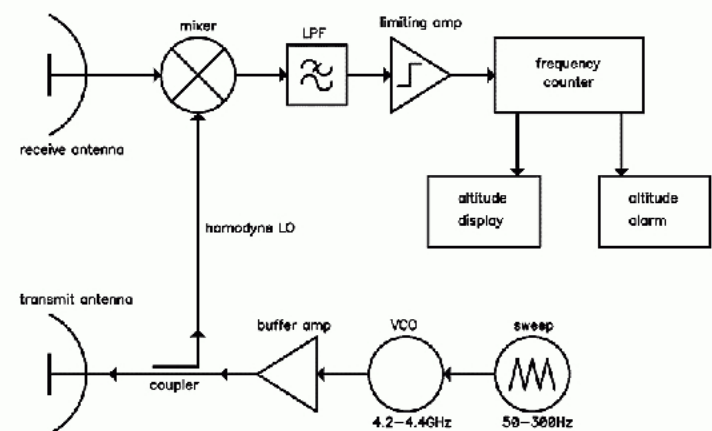 mixer
LPF
limiting amp
frequency
counter
receive antenna
altitude
display
altitude
alarm
homodyne LO
transmit antenna
buffer amp
VCO
sweep
coupler
4.2-4.4GHz
50-300Hz